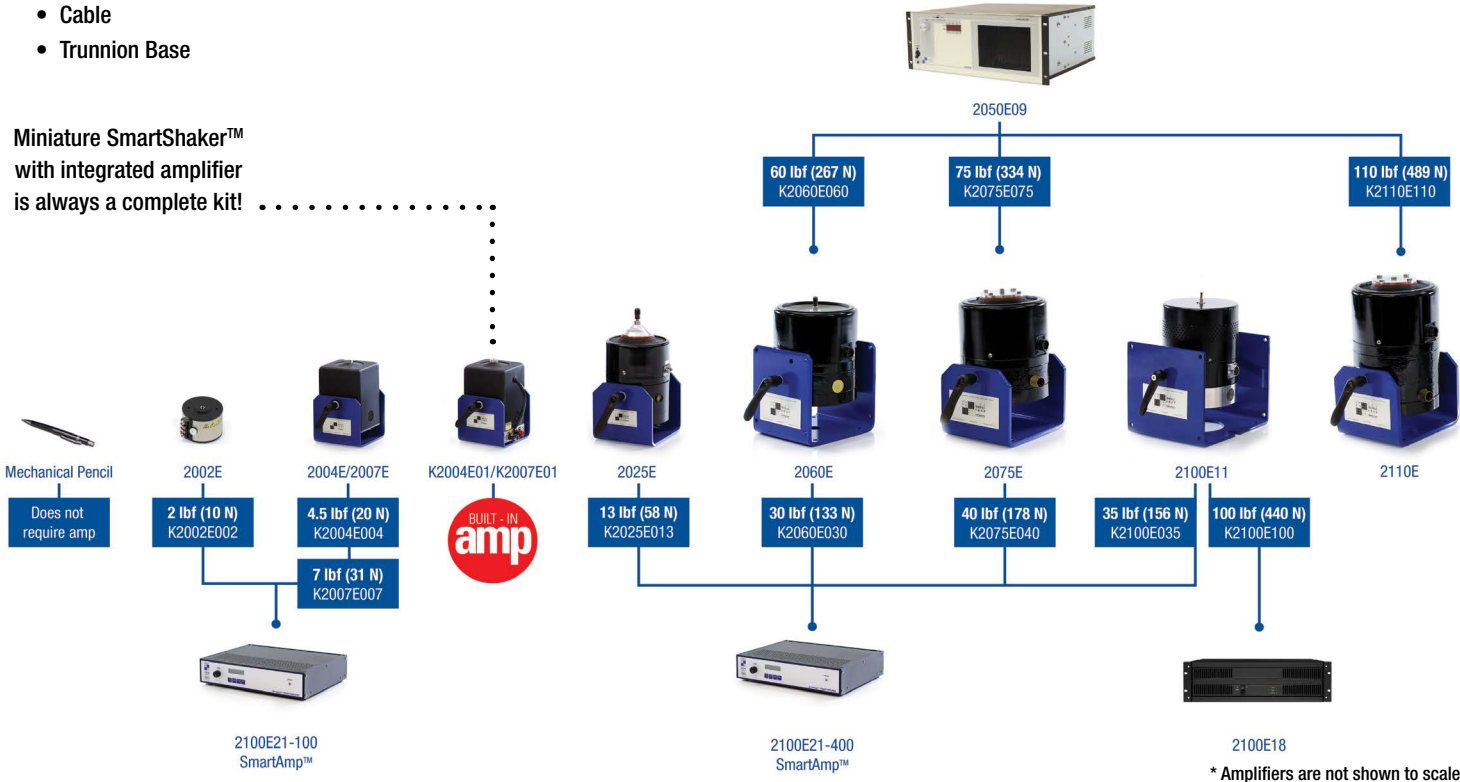 • Cable
• Trunnion Base
Miniature SmartShaker™
with integrated amplifier
is always a complete kit!
2050E09
60 lbf (267 N)
K2060E060
75 lbf (334 N)
K2075E075
110 lbf (489 N)
K2110E110
Mechanical Pencil
2002E
2004E/2007E
K2004E01/K2007E01
2025E
2060E
2075E
2100E11
2110E
Does not
require amp
2 lbf (10 N)
K2002E002
4.5 lbf (20 N)
K2004E004
7 lbf (31 N)
K2007E007
BUILT - IN
amp
13 lbf (58 N)
K2025E013
30 lbf (133 N)
K2060E030
40 lbf (178 N)
K2075E040
35 lbf (156 N)
K2100E035
100 lbf (440 N)
K2100E100
2100E21-100
SmartAmp™
2100E21-400
SmartAmp™
2100E18
* Amplifiers are not shown to scale